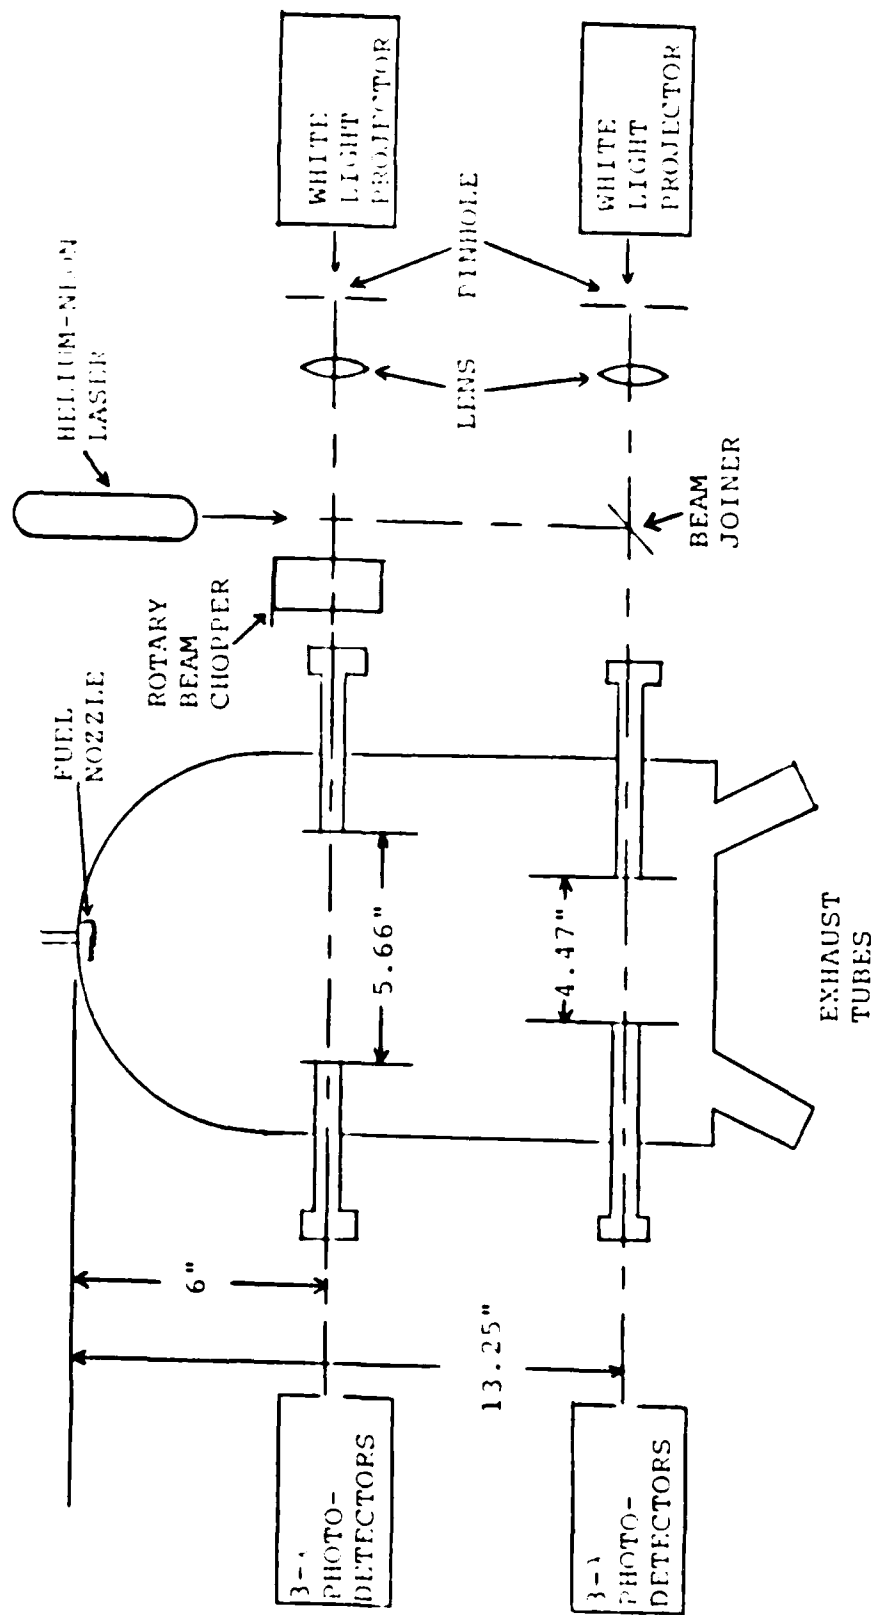 HELIUM-NEON
LASER
WHITE
LIGHT
PROJECTOR
WHITE
LIGHT
PROJECTOR
PINHOLE
LENS
BEAM
JOINER
ROTARY
BEAM
CHOPPER
FUEL
NOZZLE
5.66"
4.47"
EXHAUST
TUBES
6"
13.25"
PHOTO-
DETECTORS
PHOTO-
DETECTORS